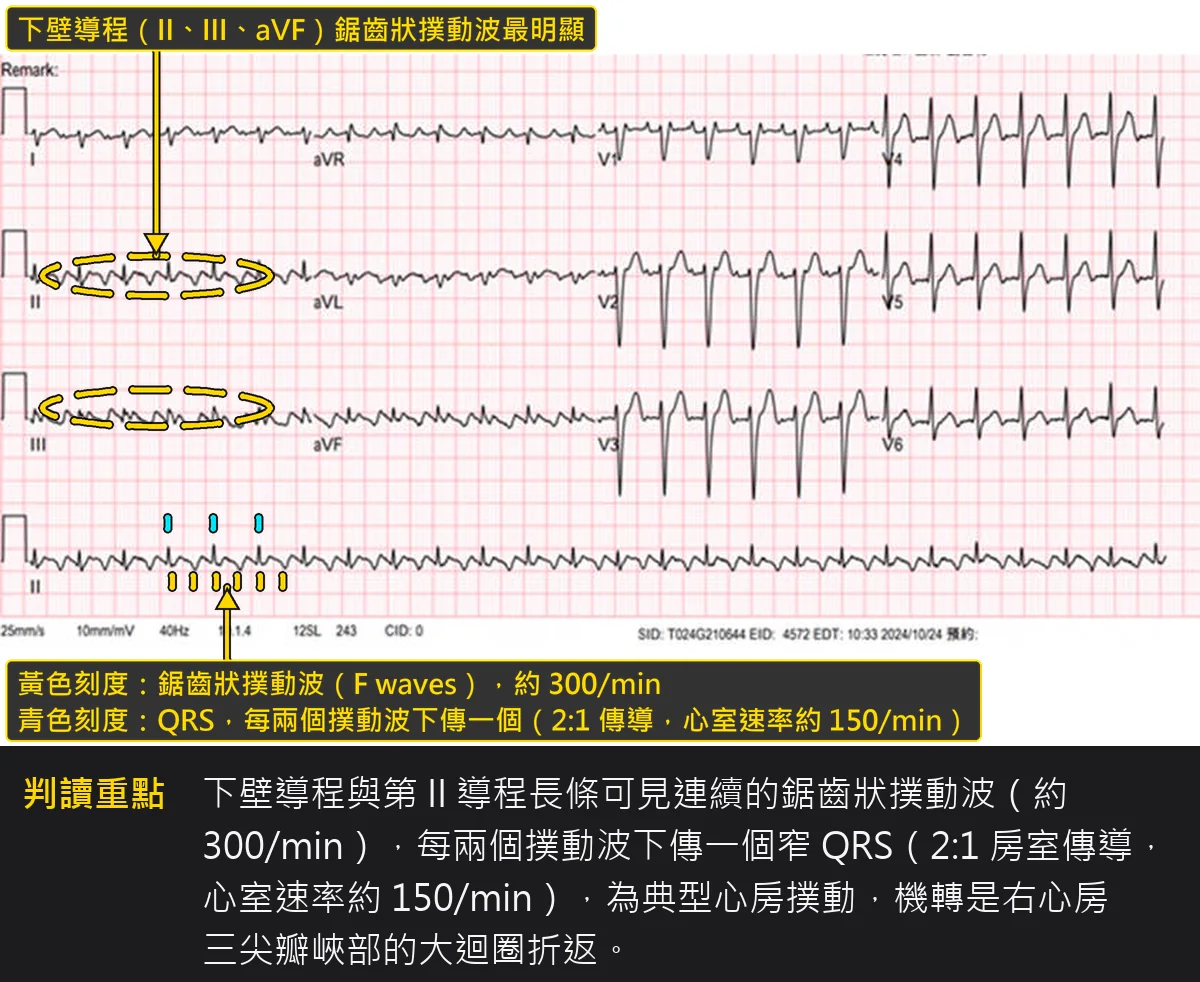 下壁導程（II、III、aVF）鋸齒狀撲動波最明顯
Remark:
I
aVR
V1
V4
II
aVL
V2
V5
III
aVF
V3
V6
II
25mm/s 10mm/mV 40Hz 12SL 243 CID: 0
SID: T024G210644 EID: 4572 EDT: 10:33 2024/10/24 預約:
黃色刻度：鋸齒狀撲動波（F waves），約 300/min
青色刻度：QRS，每兩個撲動波下傳一個（2:1 傳導，心室速率約 150/min）
判讀重點
下壁導程與第 II 導程長條可見連續的鋸齒狀撲動波（約
300/min），每兩個撲動波下傳一個窄 QRS（2:1 房室傳導，
心室速率約 150/min），為典型心房撲動，機轉是右心房
三尖瓣峽部的大迴圈折返。